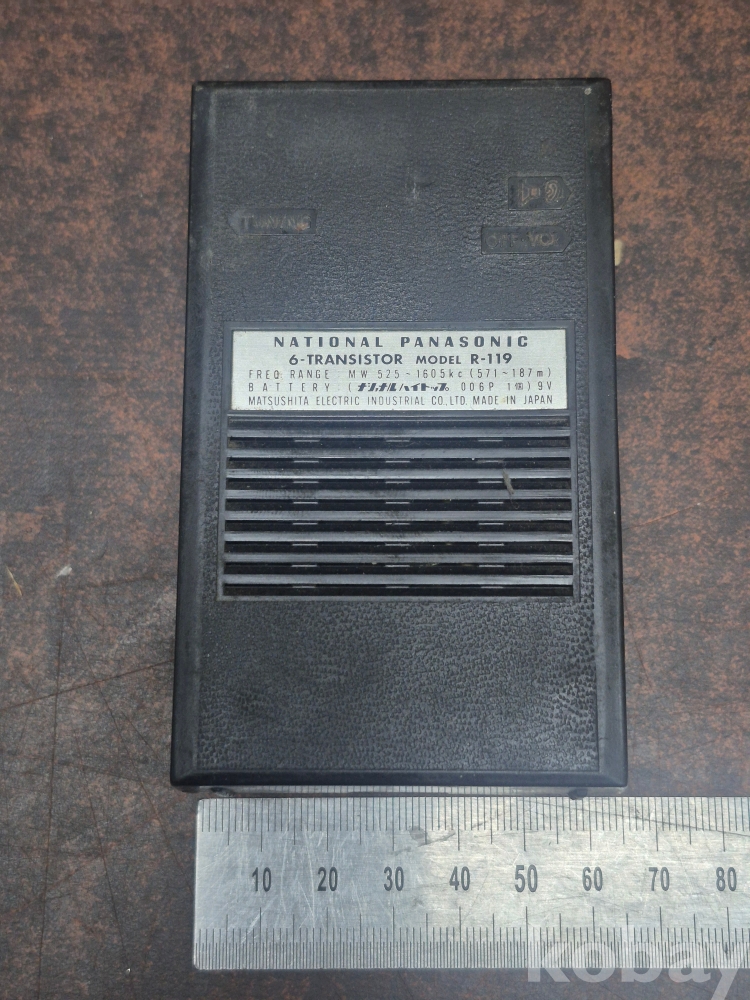 TUNING
OFF VOL
NATIONAL PANASONIC
6-TRANSISTOR MODEL R-119
FREQ. RANGE MW 525~1605kc (571~187m)
BATTERY (ナショナルハイトップ 006P 1個) 9V
MATSUSHITA ELECTRIC INDUSTRIAL CO., LTD. MADE IN JAPAN
10 20 30 40 50 60 70 80
kobay